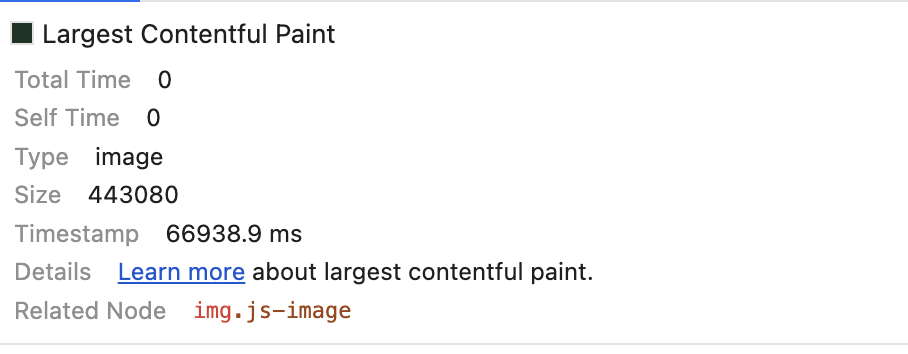 Largest Contentful Paint
Total Time 0
Self Time 0
Type image
Size 443080
Timestamp 66938.9 ms
Details Learn more about largest contentful paint.
Related Node img.js-image